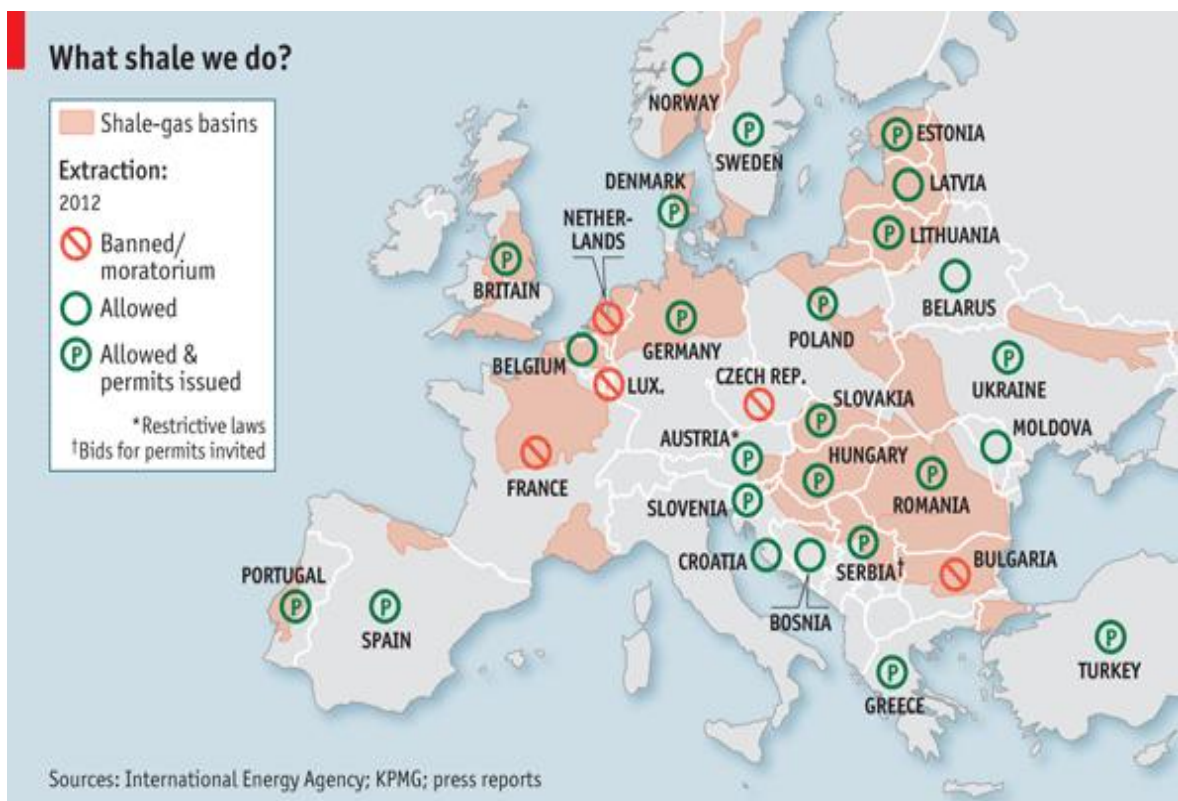 What shale we do?
Shale-gas basins
Extraction:
2012
Banned/
moratorium
Allowed
P Allowed &
permits issued
*Restrictive laws
†Bids for permits invited
NORWAY
P
SWEDEN
P ESTONIA
LATVIA
P LITHUANIA
DENMARK
P
NETHER-
LANDS
P
BRITAIN
BELARUS
P
POLAND
P
GERMANY
BELGIUM
LUX.
CZECH REP.
P
UKRAINE
SLOVAKIA
P
MOLDOVA
AUSTRIA*
P
HUNGARY
P
P
ROMANIA
FRANCE
SLOVENIA P
CROATIA
BOSNIA
P
SERBIA†
BULGARIA
PORTUGAL
P
P
SPAIN
P
GREECE
P
TURKEY
Sources: International Energy Agency; KPMG; press reports